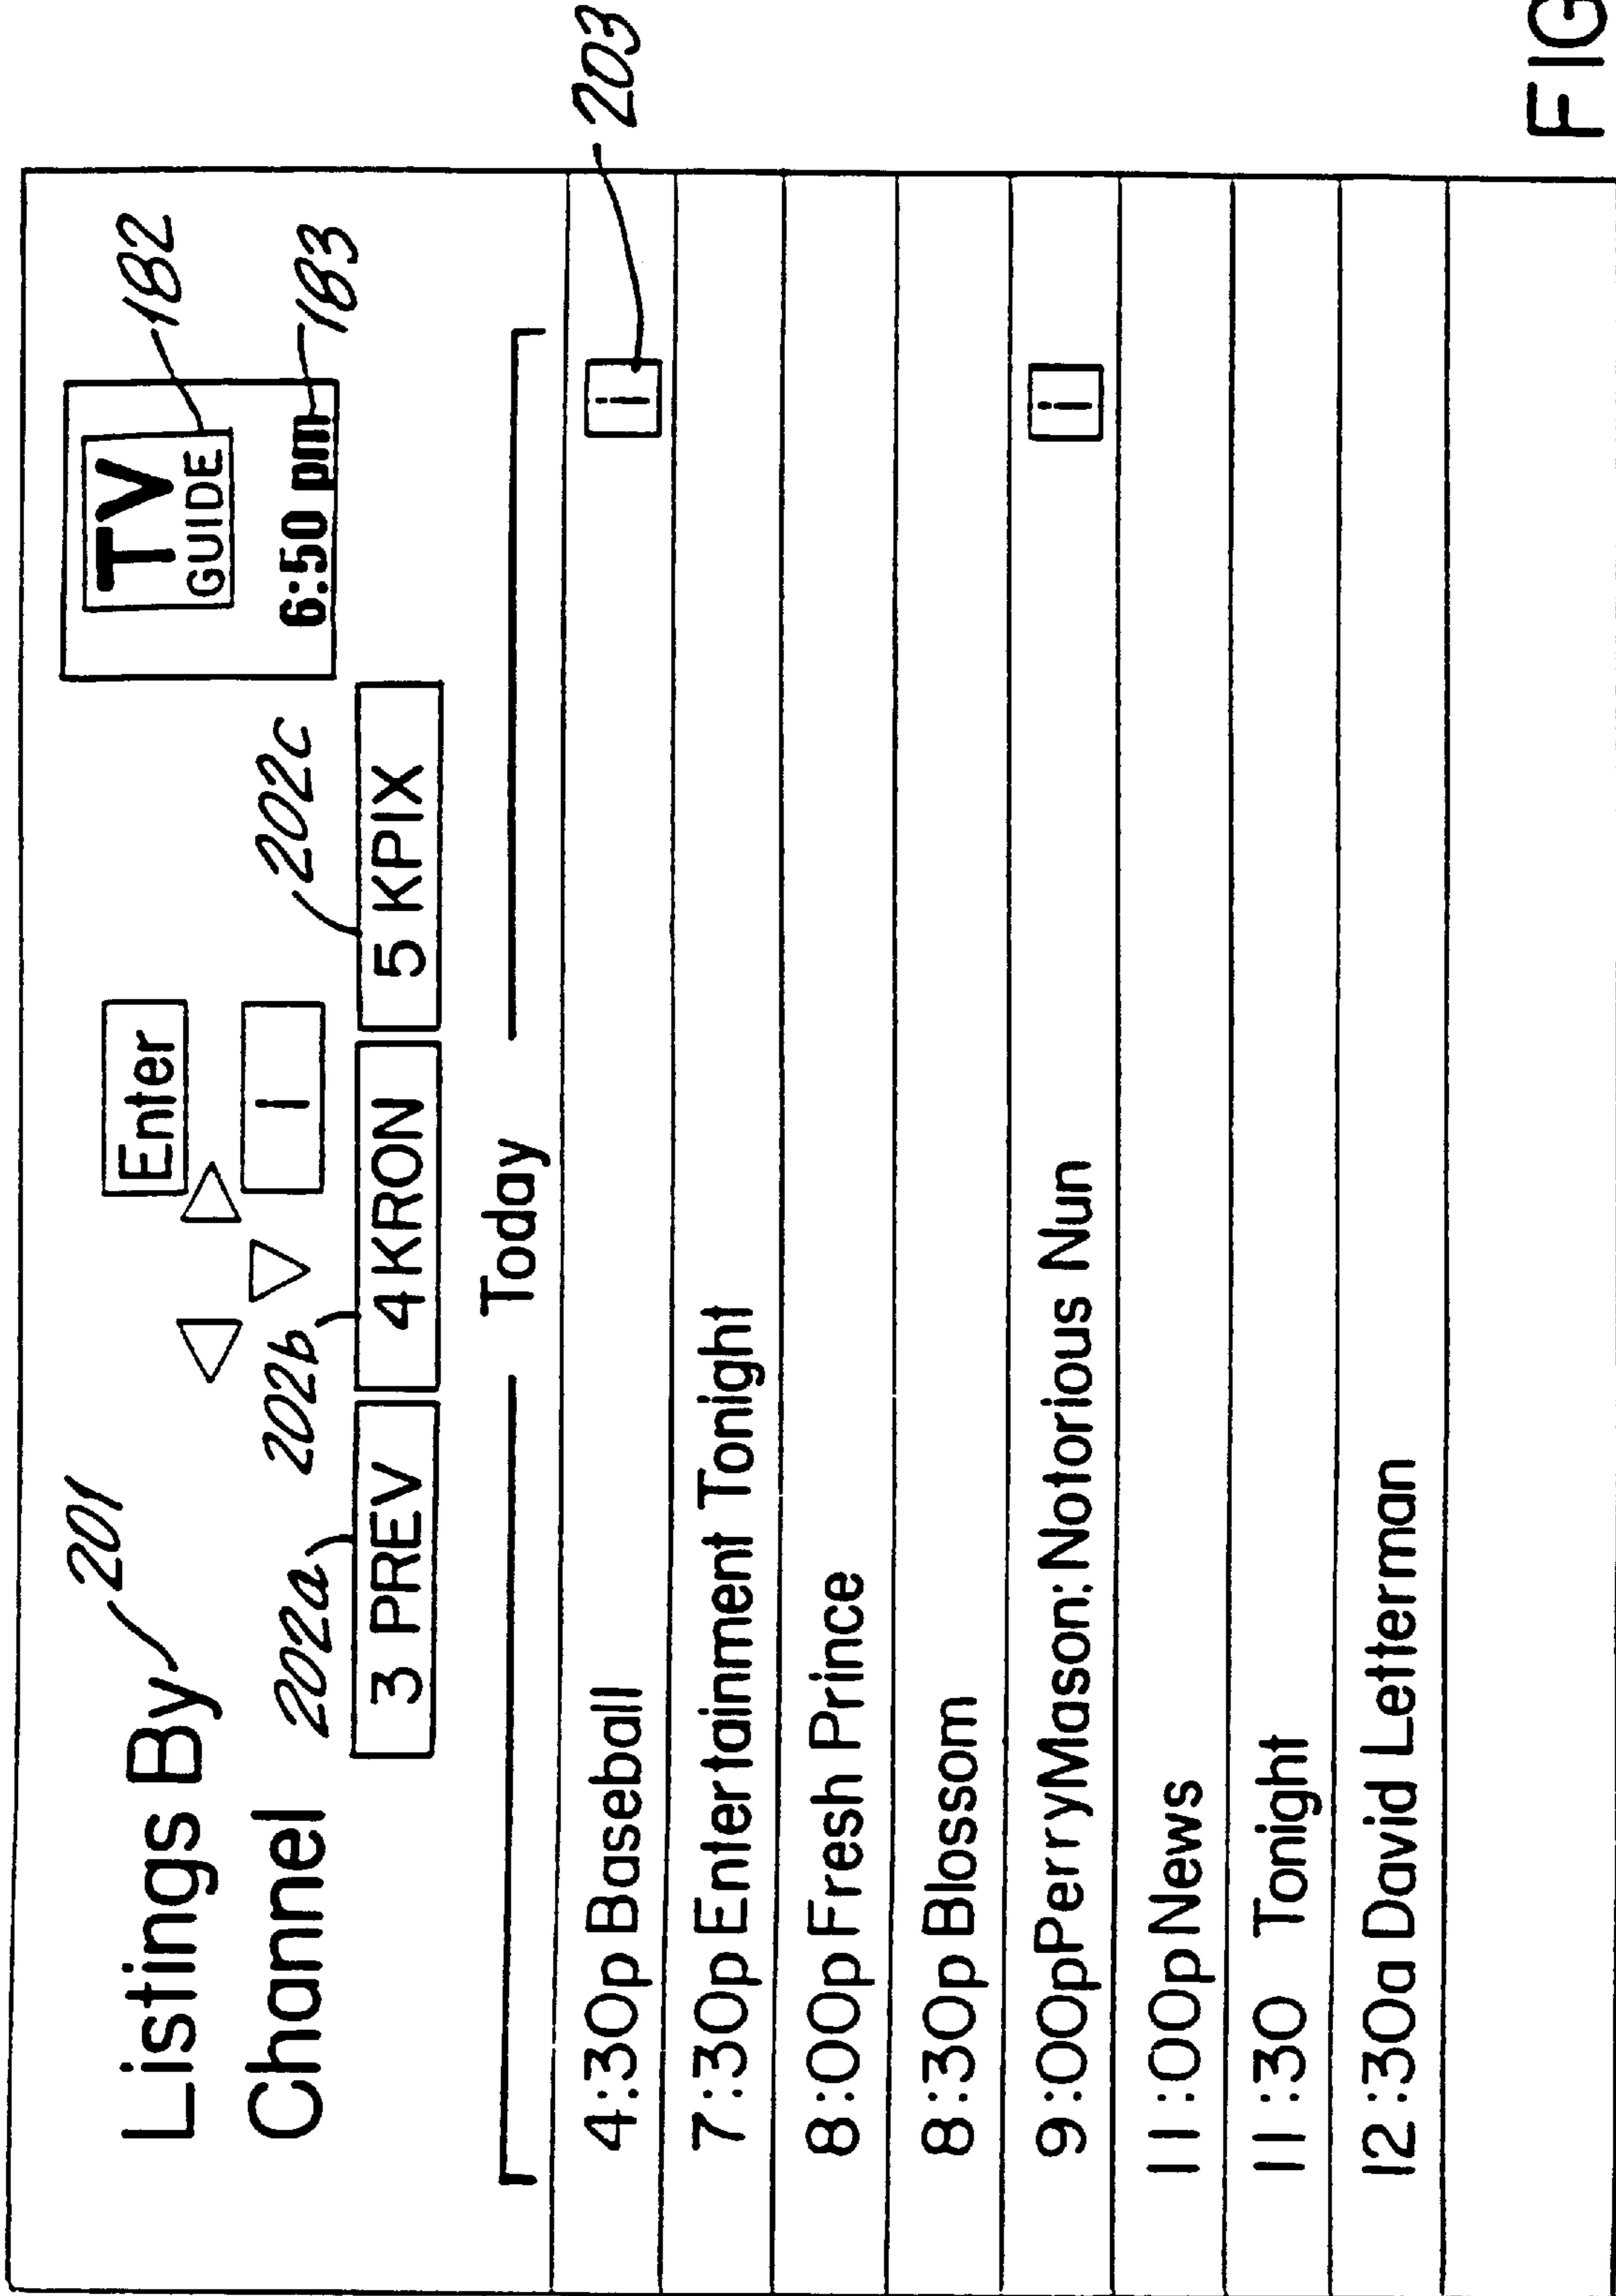 Listings By 201
Channel
Enter
i
TV
GUIDE
182
6:50 pm 183
202a 202b 202c
3 PREV 4 KRON 5 KPIX
Today
4:30p Baseball i 203
7:30p Entertainment Tonight
8:00p Fresh Prince
8:30p Blossom
9:00p Perry Mason: Notorious Nun i
11:00p News
11:30 Tonight
12:30a David Letterman
FIG